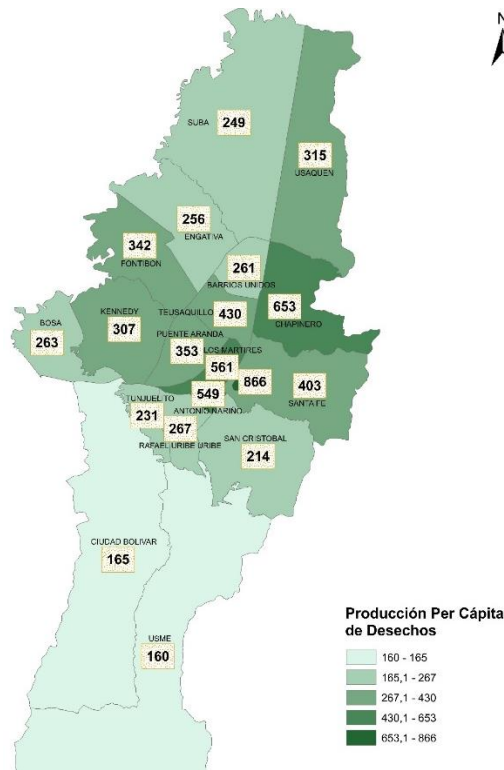 N
SUBA
249
315
USAQUEN
256
ENGATIVA
342
FONTIBON
261
BARRIOS UNIDOS
KENNEDY
307
TEUSAQUILLO
430
653
CHAPINERO
BOSA
263
PUENTE ARANDA
353
LOS MARTIRES
561
866
403
SANTA FE
549
ANTONIO NARIÑO
TUNJUELITO
231
267
RAFAEL URIBE URIBE
SAN CRISTOBAL
214
CIUDAD BOLIVAR
165
USME
160
Producción Per Cápita
de Desechos
160 - 165
165,1 - 267
267,1 - 430
430,1 - 653
653,1 - 866